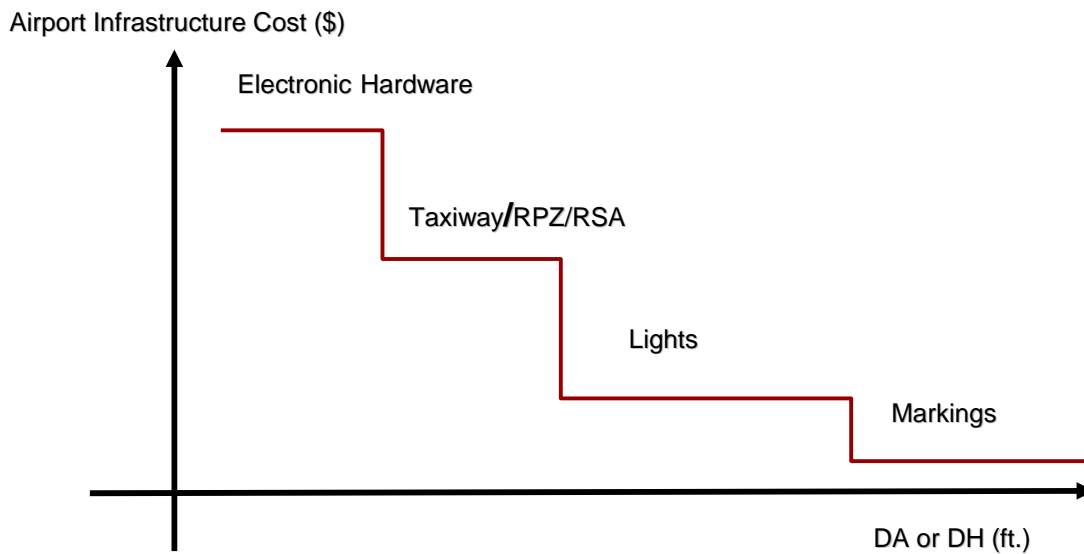 Airport Infrastructure Cost ($)
Electronic Hardware
Taxiway/RPZ/RSA
Lights
Markings
DA or DH (ft.)